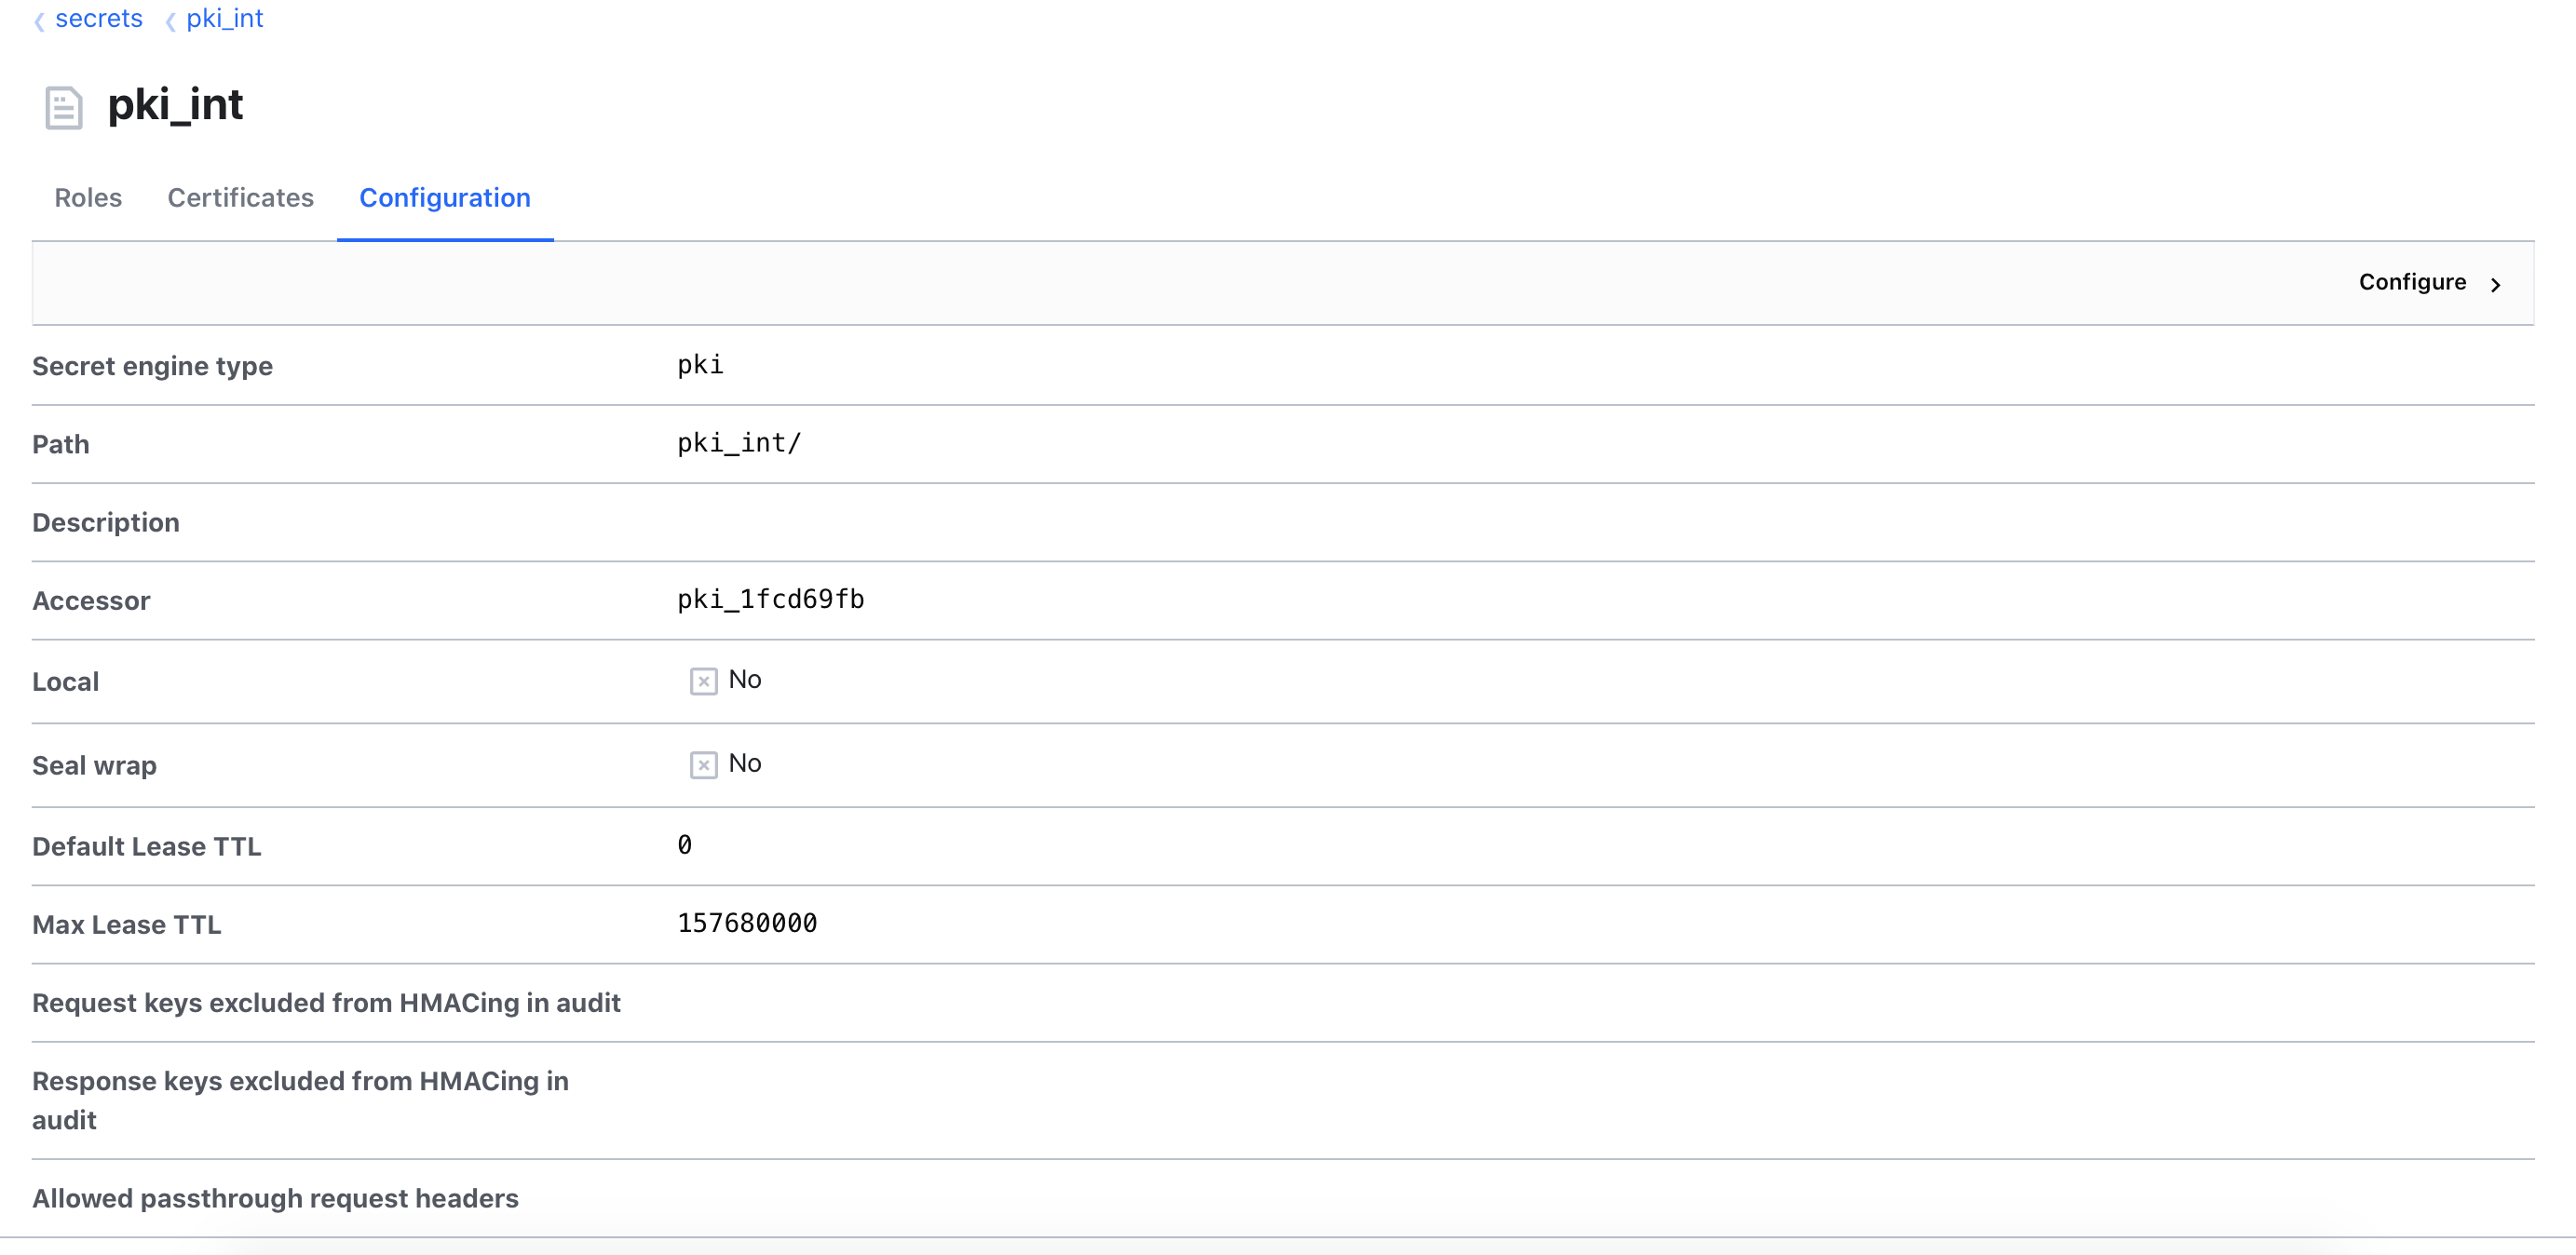 secrets pki_int
pki_int
Roles Certificates Configuration
Configure
Secret engine type pki
Path pki_int/
Description
Accessor pki_1fcd69fb
Local No
Seal wrap No
Default Lease TTL 0
Max Lease TTL 157680000
Request keys excluded from HMACing in audit
Response keys excluded from HMACing in
audit
Allowed passthrough request headers